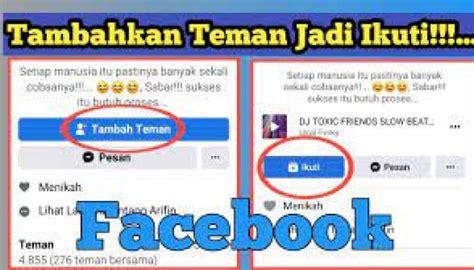 Tambahkan Teman Jadi Ikuti!!!...
Setiap manusia itu pastinya banyak sekali
cobaanya!!!... 😄😄😄, Sabar!!! sukses
itu butuh proses...
Tambah Teman
Pesan
...
Menikah
Lihat
Arifin
Teman
4.855 (276 teman bersama)
Setiap manusia itu pastinya banyak
sekali cobaanya!!!... 😄😄😄, Sabar!!!
sukses itu butuh proses...
DJ TOXIC FRIENDS SLOW BEAT...
...
Ikuti
Pesan
...
Menikah
Facebook